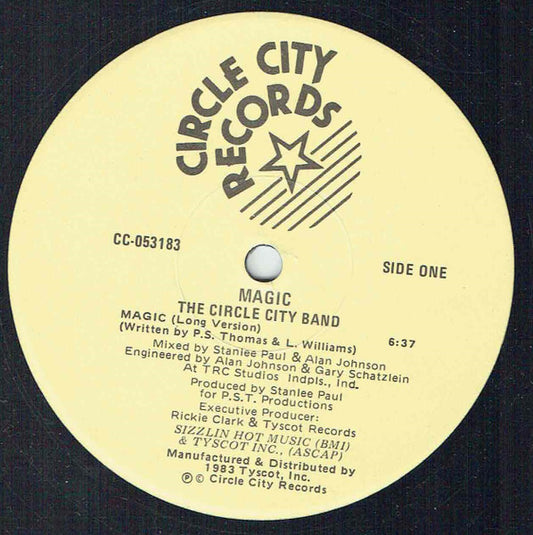 CIRCLE CITY
RECORDS
CC-053183
SIDE ONE
MAGIC
THE CIRCLE CITY BAND
MAGIC (Long Version) 6:37
(Written by P.S. Thomas & L. Williams)
Mixed by Stanlee Paul & Alan Johnson
Engineered by Alan Johnson & Gary Schatzlein
At TRC Studios Indpls., Ind.
Produced by Stanlee Paul
for P.S.T. Productions
Executive Producer:
Rickie Clark & Tyscot Records
SIZZLIN HOT MUSIC (BMI)
& TYSCOT INC., (ASCAP)
Manufactured & Distributed by
1983 Tyscot, Inc.
℗ © Circle City Records